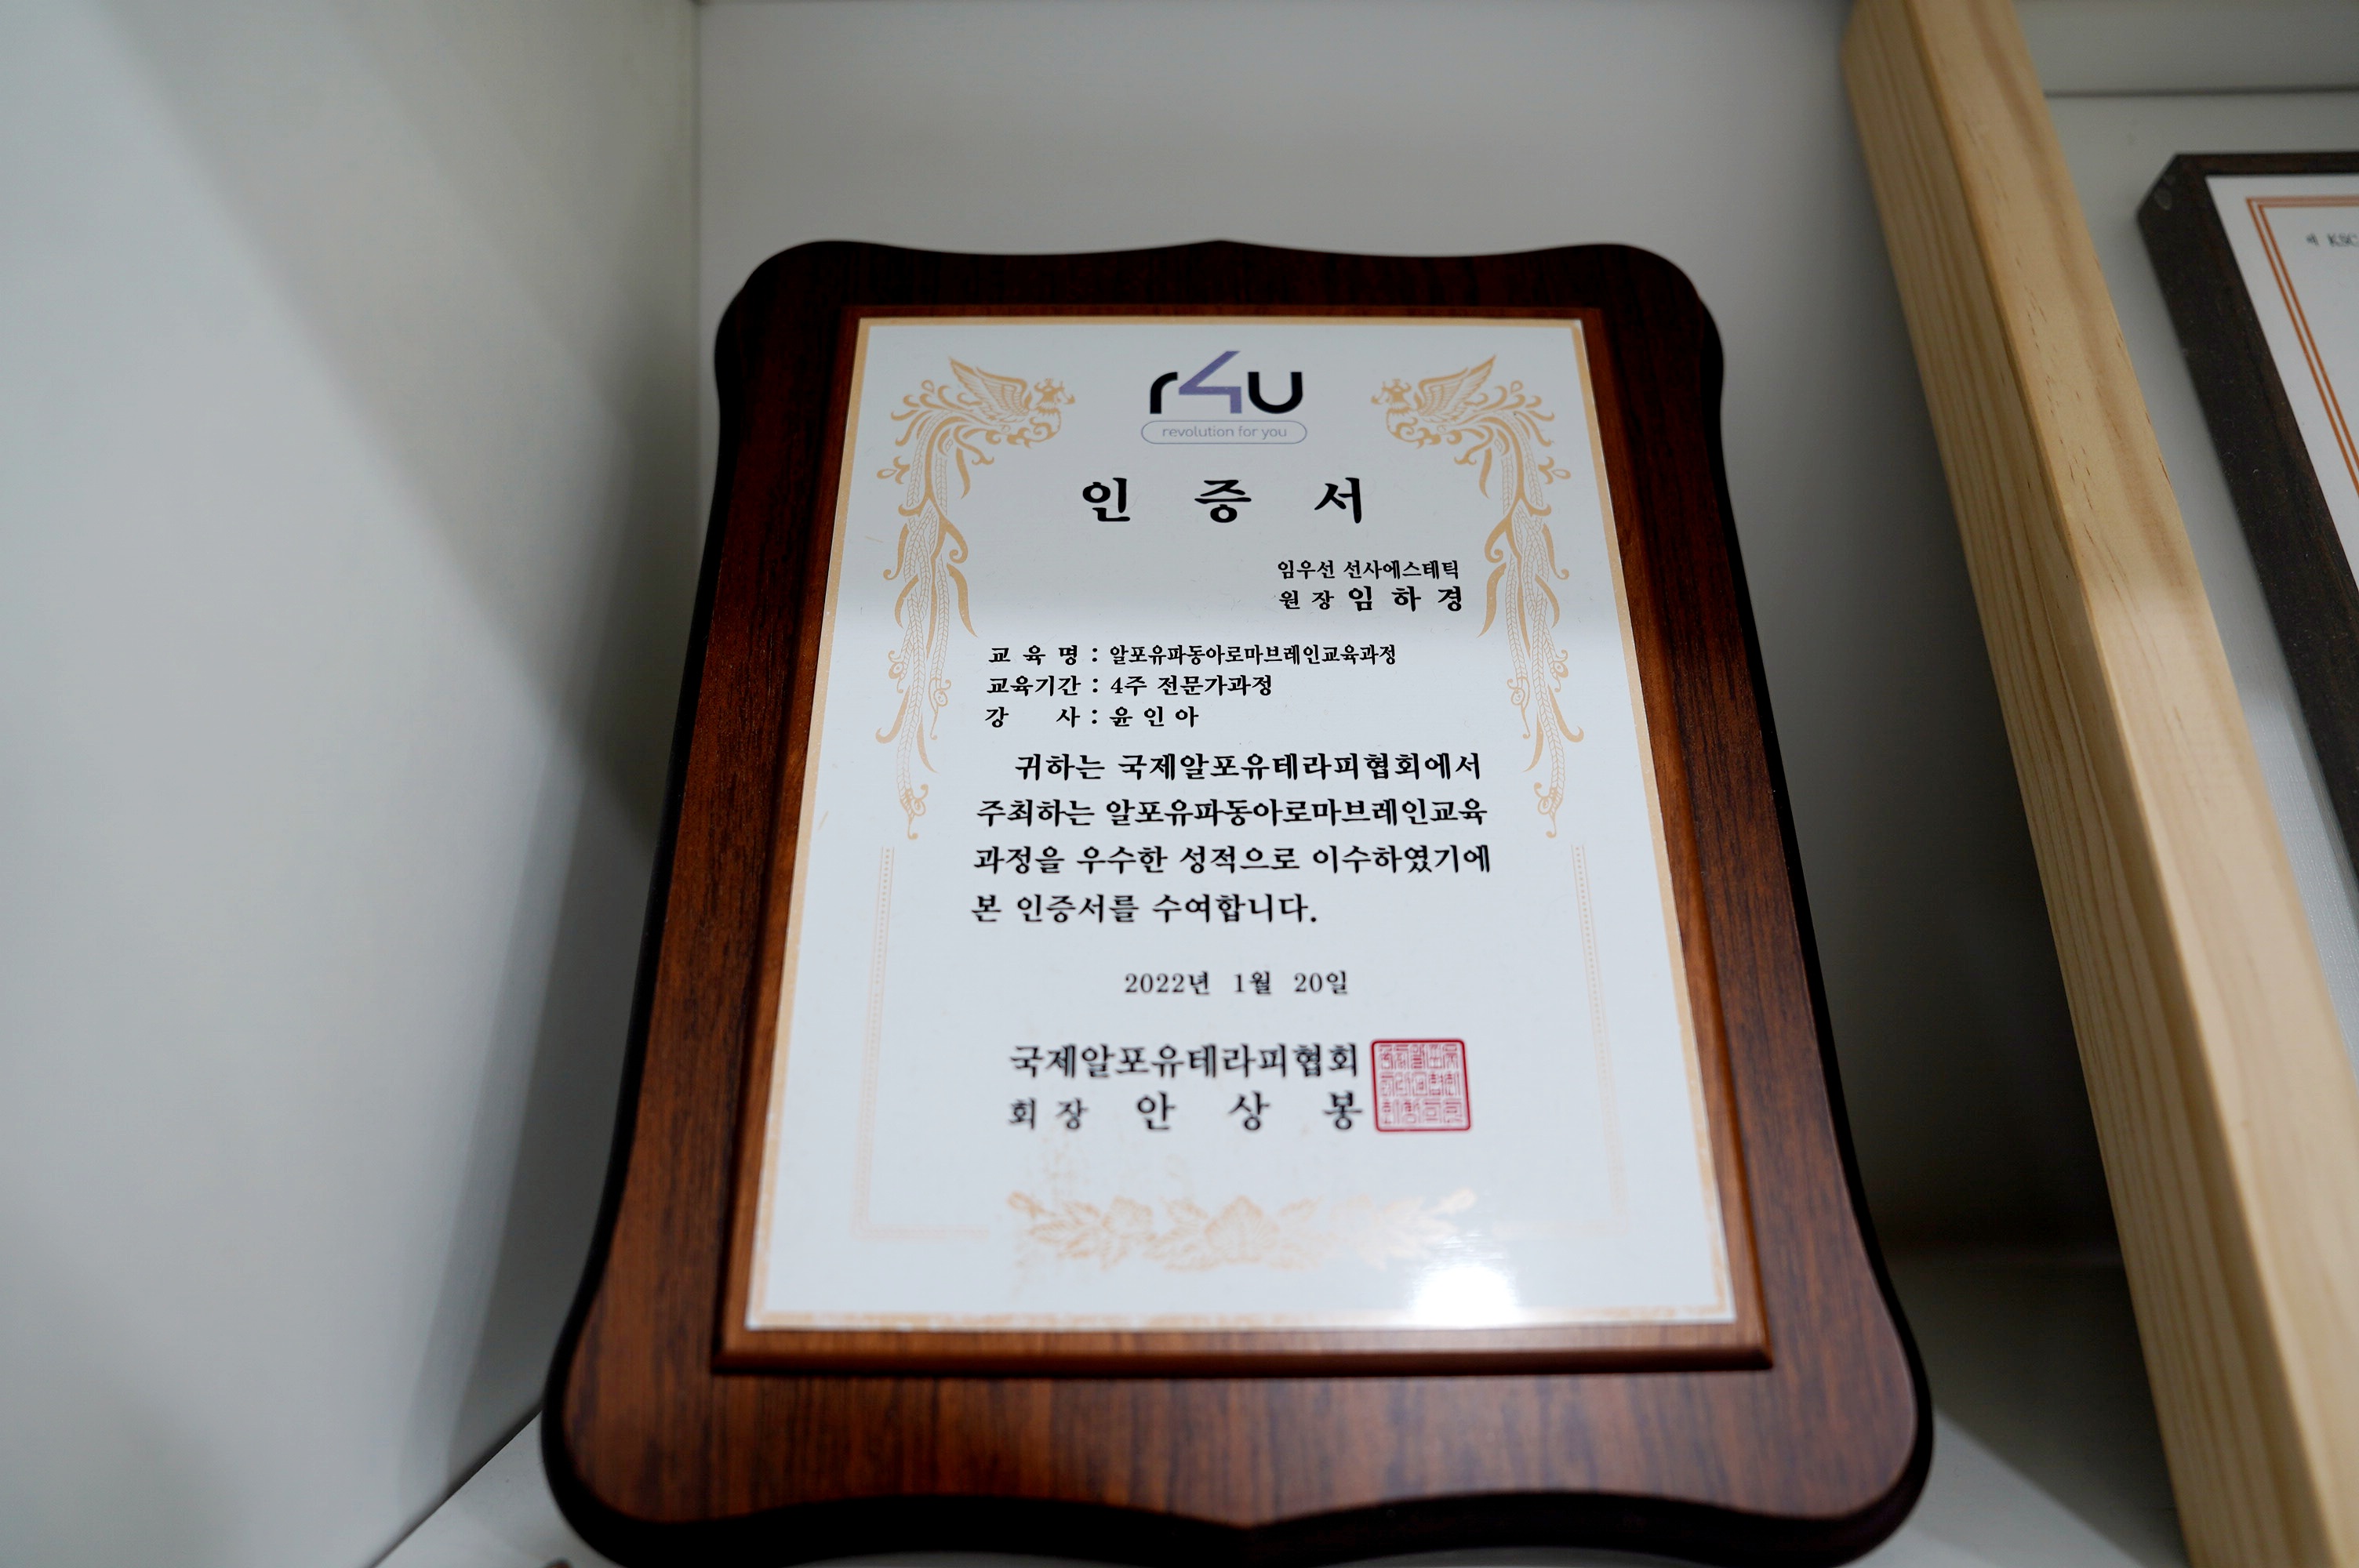 r4u
revolution for you
인 증 서
임우선 선사에스테틱
원 장 임 하 경
교 육 명 : 알포유파동아로마브레인교육과정
교육기간 : 4주 전문가과정
강 사 : 윤 인 아
귀하는 국제알포유테라피협회에서
주최하는 알포유파동아로마브레인교육
과정을 우수한 성적으로 이수하였기에
본 인증서를 수여합니다.
2022년 1월 20일
국제알포유테라피협회
회 장 안 상 봉